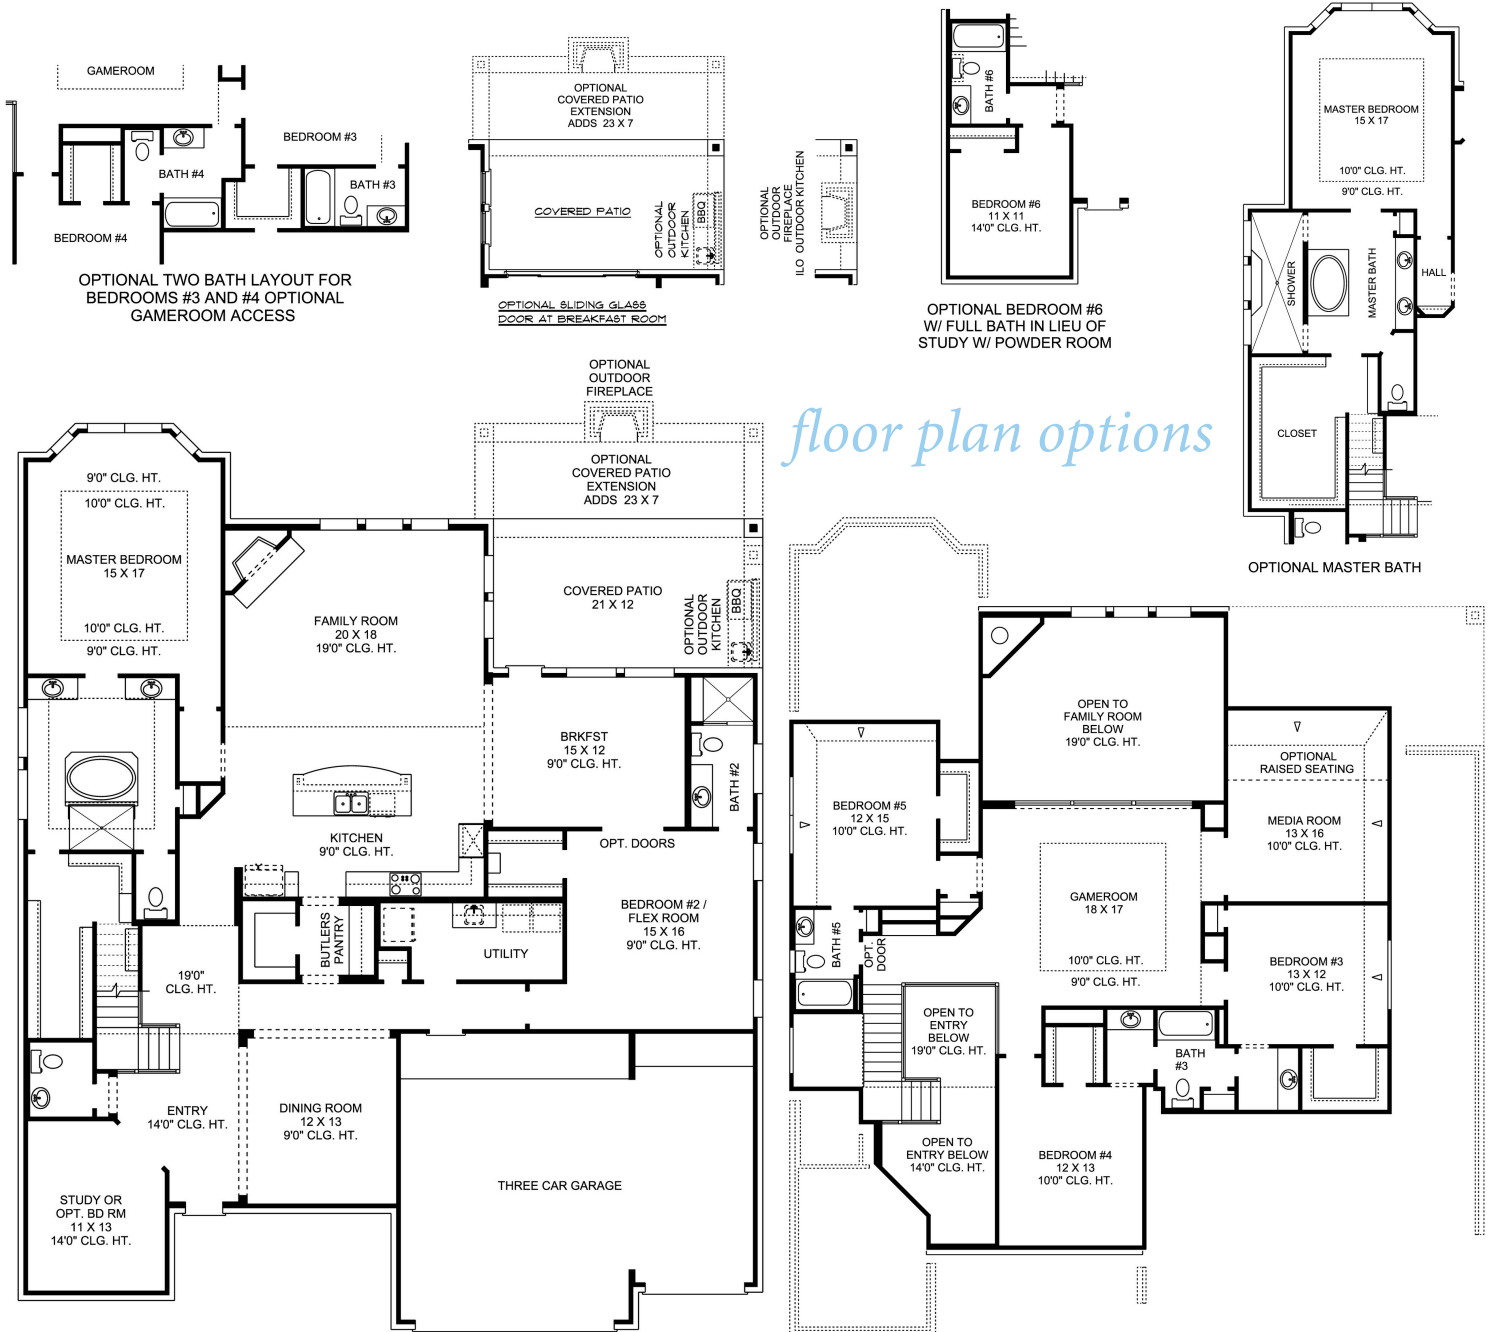 GAMEROOM
BEDROOM #3
BATH #4
BATH #3
BEDROOM #4
OPTIONAL TWO BATH LAYOUT FOR
BEDROOMS #3 AND #4 OPTIONAL
GAMEROOM ACCESS
OPTIONAL
COVERED PATIO
EXTENSION
ADDS 23 X 7
COVERED PATIO
OPTIONAL
OUTDOOR
KITCHEN
BBQ
OPTIONAL SLIDING GLASS
DOOR AT BREAKFAST ROOM
OPTIONAL
OUTDOOR
FIREPLACE
ILO OUTDOOR KITCHEN
BATH #6
BEDROOM #6
11 X 11
14'0" CLG. HT.
OPTIONAL BEDROOM #6
W/ FULL BATH IN LIEU OF
STUDY W/ POWDER ROOM
MASTER BEDROOM
15 X 17
10'0" CLG. HT.
9'0" CLG. HT.
SHOWER
MASTER BATH
HALL
CLOSET
OPTIONAL MASTER BATH
floor plan options
OPTIONAL
OUTDOOR
FIREPLACE
OPTIONAL
COVERED PATIO
EXTENSION
ADDS 23 X 7
9'0" CLG. HT.
10'0" CLG. HT.
MASTER BEDROOM
15 X 17
10'0" CLG. HT.
9'0" CLG. HT.
FAMILY ROOM
20 X 18
19'0" CLG. HT.
COVERED PATIO
21 X 12
OPTIONAL
OUTDOOR
KITCHEN
BBQ
BRKFST
15 X 12
9'0" CLG. HT.
BATH #2
KITCHEN
9'0" CLG. HT.
OPT. DOORS
BEDROOM #2 /
FLEX ROOM
15 X 16
9'0" CLG. HT.
BUTLERS
PANTRY
UTILITY
19'0"
CLG. HT.
ENTRY
14'0" CLG. HT.
DINING ROOM
12 X 13
9'0" CLG. HT.
STUDY OR
OPT. BD RM
11 X 13
14'0" CLG. HT.
THREE CAR GARAGE
OPEN TO
FAMILY ROOM
BELOW
19'0" CLG. HT.
OPTIONAL
RAISED SEATING
MEDIA ROOM
13 X 16
10'0" CLG. HT.
BEDROOM #5
12 X 15
10'0" CLG. HT.
GAMEROOM
18 X 17
10'0" CLG. HT.
9'0" CLG. HT.
BATH #5
OPT.
DOOR
BEDROOM #3
13 X 12
10'0" CLG. HT.
OPEN TO
ENTRY
BELOW
19'0" CLG. HT.
BATH
#3
OPEN TO
ENTRY BELOW
14'0" CLG. HT.
BEDROOM #4
12 X 13
10'0" CLG. HT.